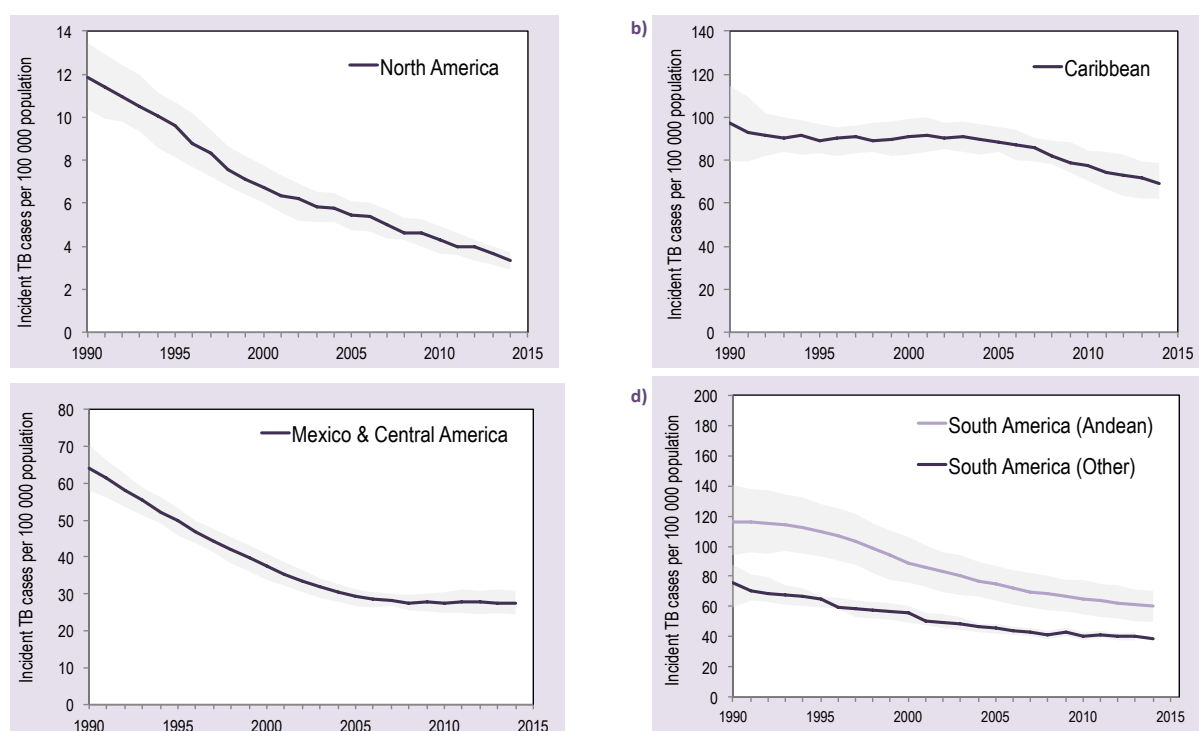 Incident TB cases per 100 000 population
14
12
10
8
6
4
2
0
North America
1990 1995 2000 2005 2010 2015
b)
Incident TB cases per 100 000 population
140
120
100
80
60
40
20
0
Caribbean
1990 1995 2000 2005 2010 2015
Incident TB cases per 100 000 population
80
70
60
50
40
30
20
10
0
Mexico & Central America
1990 1995 2000 2005 2010 2015
d)
Incident TB cases per 100 000 population
200
180
160
140
120
100
80
60
40
20
0
South America (Andean)
South America (Other)
1990 1995 2000 2005 2010 2015